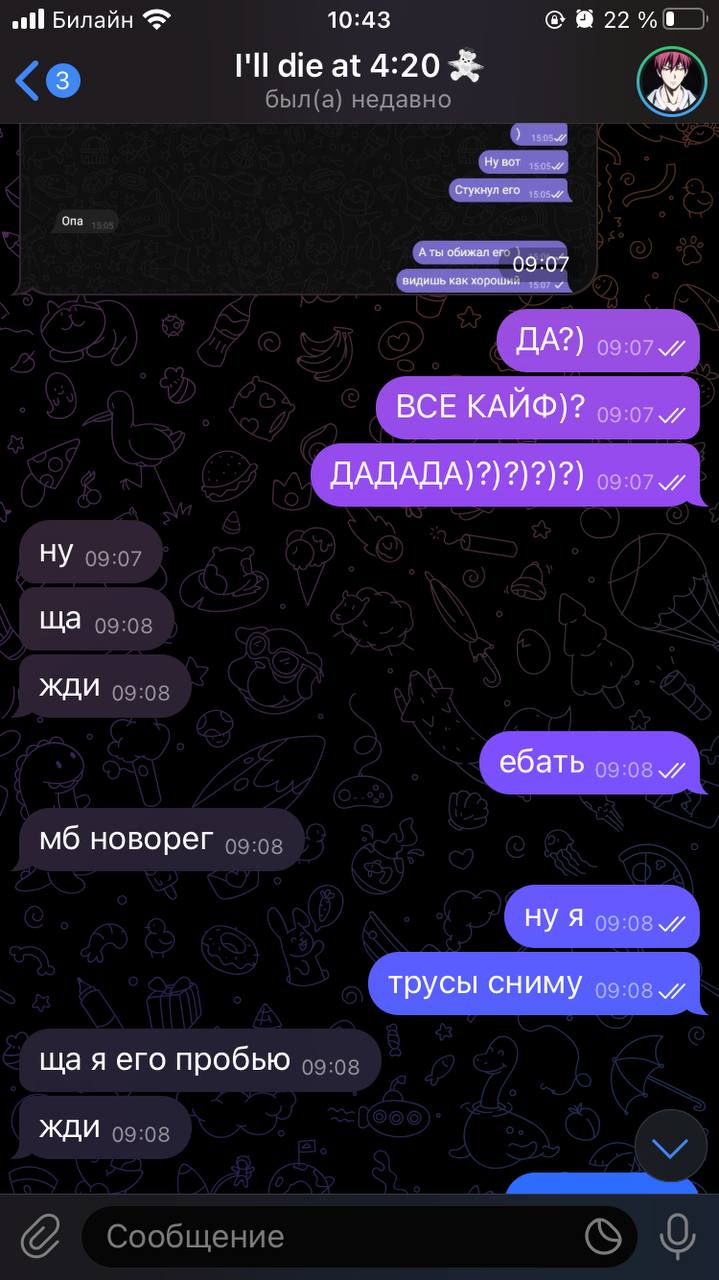 Билайн 10:43 22 %
3 I'll die at 4:20
был(а) недавно
) 15:05
Ну вот 15:05
Стукнул его 15:05
Опа 15:05
А ты обижал его )
09:07
видишь как хороший 15:07
ДА?) 09:07
ВСЕ КАЙФ)? 09:07
ДАДАДА)?)?)?)?) 09:07
ну 09:07
ща 09:08
жди 09:08
ебать 09:08
мб новорег 09:08
ну я 09:08
трусы сниму 09:08
ща я его пробью 09:08
жди 09:08
Сообщение